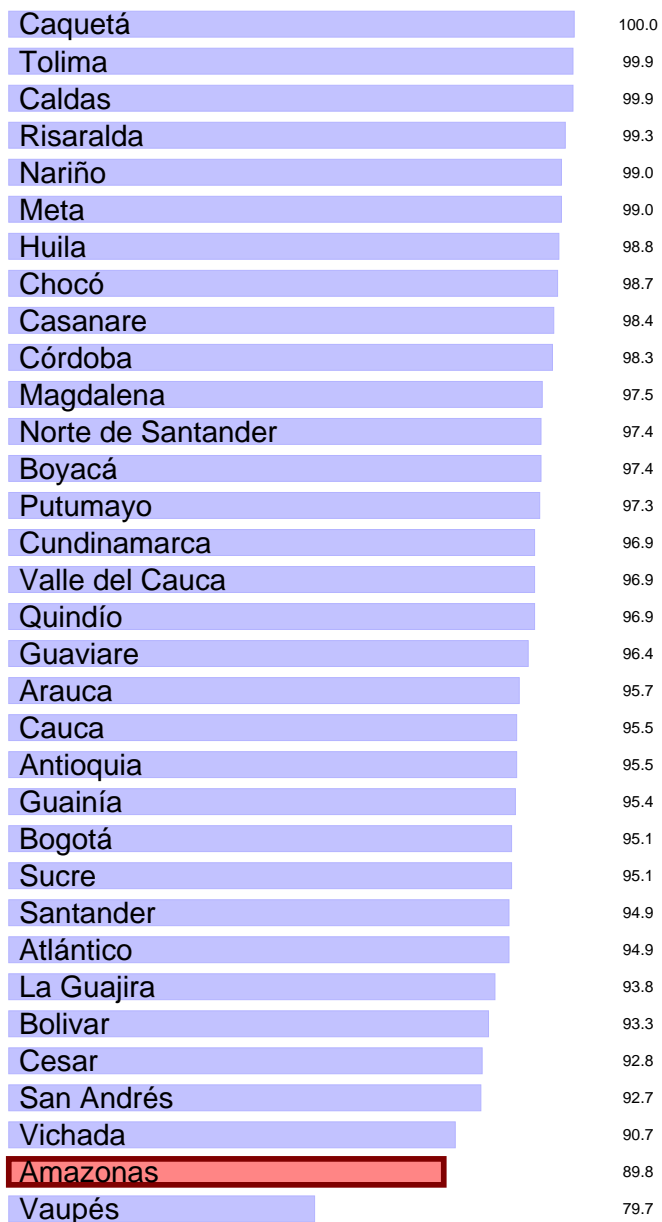 Caquetá 100.0
Tolima 99.9
Caldas 99.9
Risaralda 99.3
Nariño 99.0
Meta 99.0
Huila 98.8
Chocó 98.7
Casanare 98.4
Córdoba 98.3
Magdalena 97.5
Norte de Santander 97.4
Boyacá 97.4
Putumayo 97.3
Cundinamarca 96.9
Valle del Cauca 96.9
Quindío 96.9
Guaviare 96.4
Arauca 95.7
Cauca 95.5
Antioquia 95.5
Guainía 95.4
Bogotá 95.1
Sucre 95.1
Santander 94.9
Atlántico 94.9
La Guajira 93.8
Bolivar 93.3
Cesar 92.8
San Andrés 92.7
Vichada 90.7
Amazonas 89.8
Vaupés 79.7